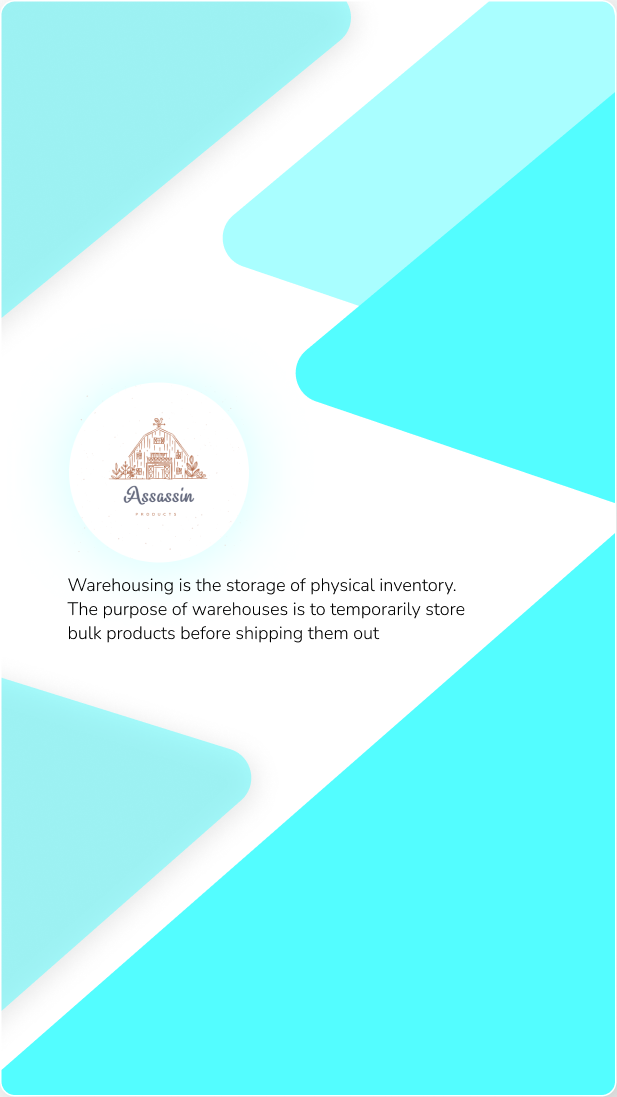 Assassin
PRODUCTS
Warehousing is the storage of physical inventory.
The purpose of warehouses is to temporarily store
bulk products before shipping them out